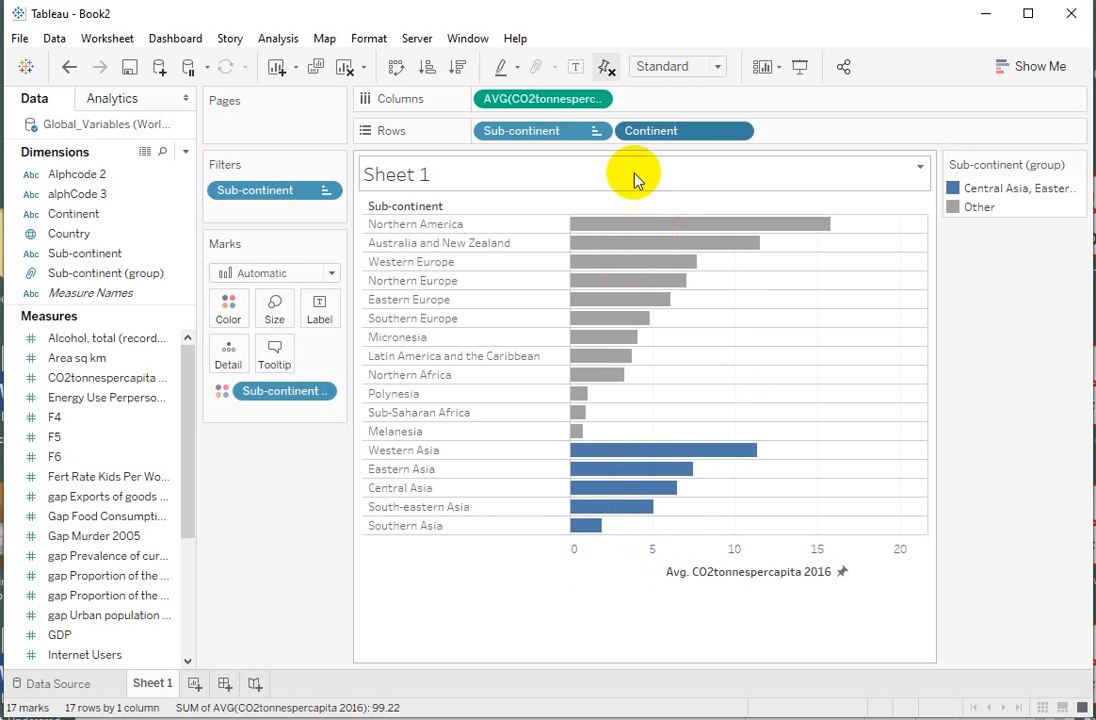 Tableau - Book2
File Data Worksheet Dashboard Story Analysis Map Format Server Window Help
Standard
Show Me
Data Analytics
Pages
Columns
AVG(CO2tonnesperc..
Global_Variables (Worl...
Rows
Sub-continent
Continent
Dimensions
Abc Alphcode 2
Abc alphCode 3
Abc Continent
Country
Abc Sub-continent
Sub-continent (group)
Abc Measure Names
Measures
Alcohol, total (record...
Area sq km
CO2tonnespercapita ...
Energy Use Perperso...
F4
F5
F6
Fert Rate Kids Per Wo...
gap Exports of goods ...
Gap Food Consumpti...
Gap Murder 2005
gap Prevalence of cur...
gap Proportion of the ...
gap Proportion of the ...
gap Urban population ...
GDP
Internet Users
Filters
Sub-continent
Marks
Automatic
Color Size Label
Detail Tooltip
Sub-continent ..
Sheet 1
Sub-continent
Northern America
Australia and New Zealand
Western Europe
Northern Europe
Eastern Europe
Southern Europe
Micronesia
Latin America and the Caribbean
Northern Africa
Polynesia
Sub-Saharan Africa
Melanesia
Western Asia
Eastern Asia
Central Asia
South-eastern Asia
Southern Asia
0 5 10 15 20
Avg. CO2tonnespercapita 2016
Sub-continent (group)
Central Asia, Easter..
Other
Data Source
Sheet 1
17 marks 17 rows by 1 column SUM of AVG(CO2tonnespercapita 2016): 99.22